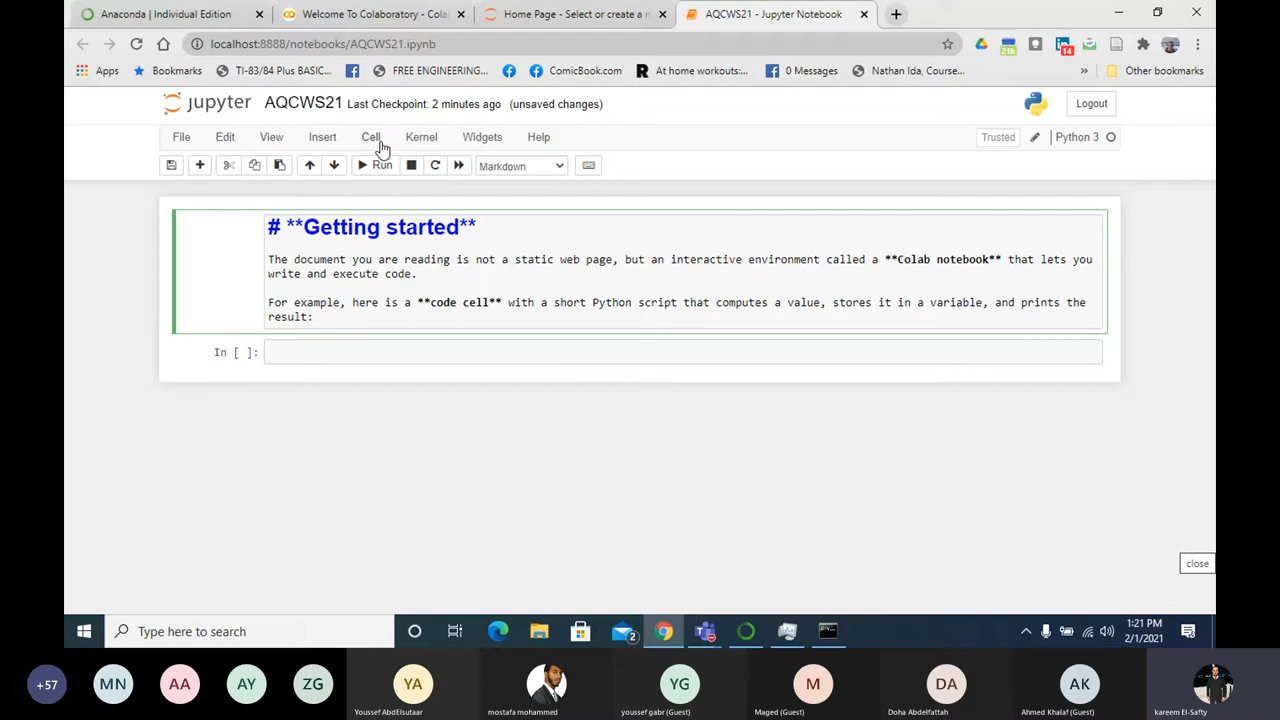 Anaconda | Individual Edition
Welcome To Colaboratory - Cola
Home Page - Select or create a n
AQCWS21 - Jupyter Notebook
localhost:8888/notebooks/AQCWS21.ipynb
21h
14
Apps
Bookmarks
TI-83/84 Plus BASIC...
FREE ENGINEERING...
ComicBook.com
At home workouts:...
0 Messages
Nathan Ida, Course...
»
Other bookmarks
jupyter
AQCWS21
Last Checkpoint: 2 minutes ago
(unsaved changes)
Logout
File
Edit
View
Insert
Cell
Kernel
Widgets
Help
Trusted
Python 3
Run
Markdown
# **Getting started**
The document you are reading is not a static web page, but an interactive environment called a **Colab notebook** that lets you
write and execute code.
For example, here is a **code cell** with a short Python script that computes a value, stores it in a variable, and prints the
result:
In [ ]:
close
Type here to search
2
1:21 PM
2/1/2021
+57
MN
AA
AY
ZG
YA
YG
M
DA
AK
Youssef AbdElsutaar
mostafa mohammed
youssef gabr (Guest)
Maged (Guest)
Doha Abdelfattah
Ahmed Khalaf (Guest)
kareem El-Safty